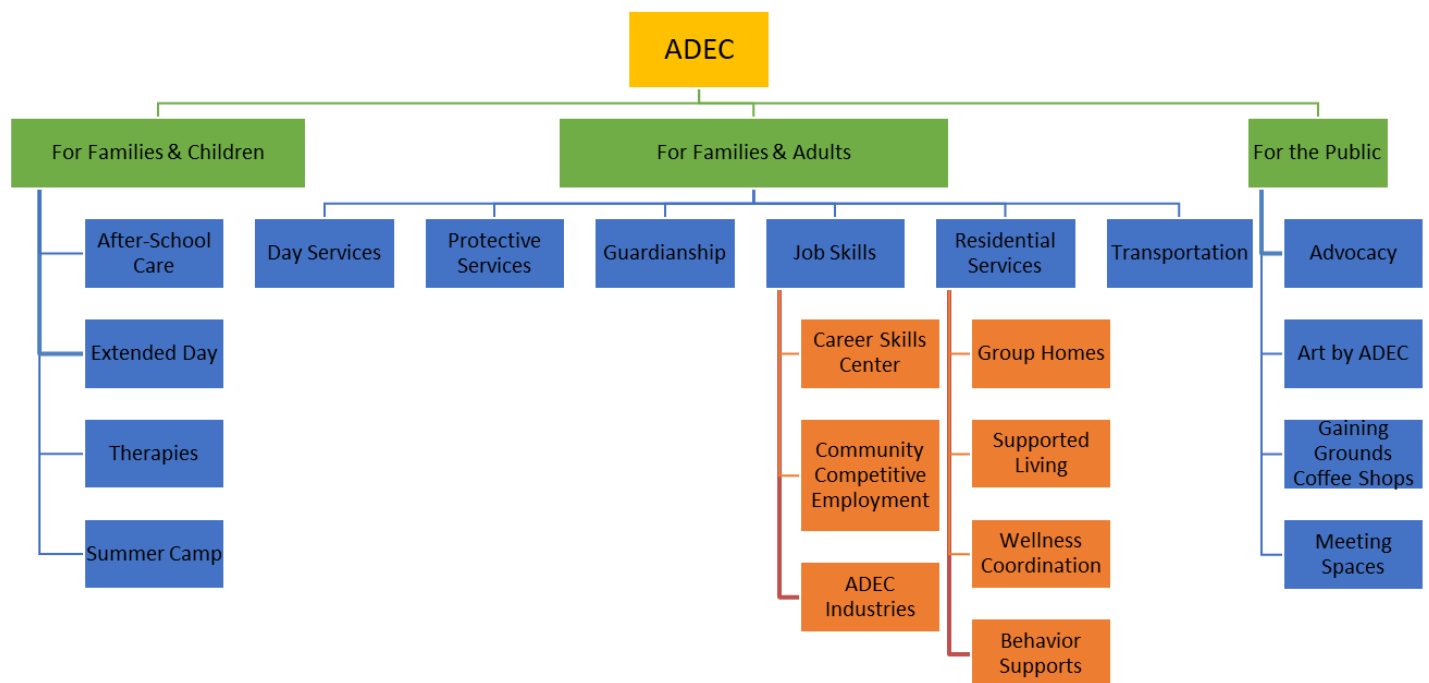 ADEC
For Families & Children
For Families & Adults
For the Public
After-School
Care
Day Services
Protective
Services
Guardianship
Job Skills
Residential
Services
Transportation
Advocacy
Extended Day
Career Skills
Center
Group Homes
Art by ADEC
Therapies
Community
Competitive
Employment
Supported
Living
Gaining
Grounds
Coffee Shops
Summer Camp
Wellness
Coordination
Meeting
Spaces
ADEC
Industries
Behavior
Supports